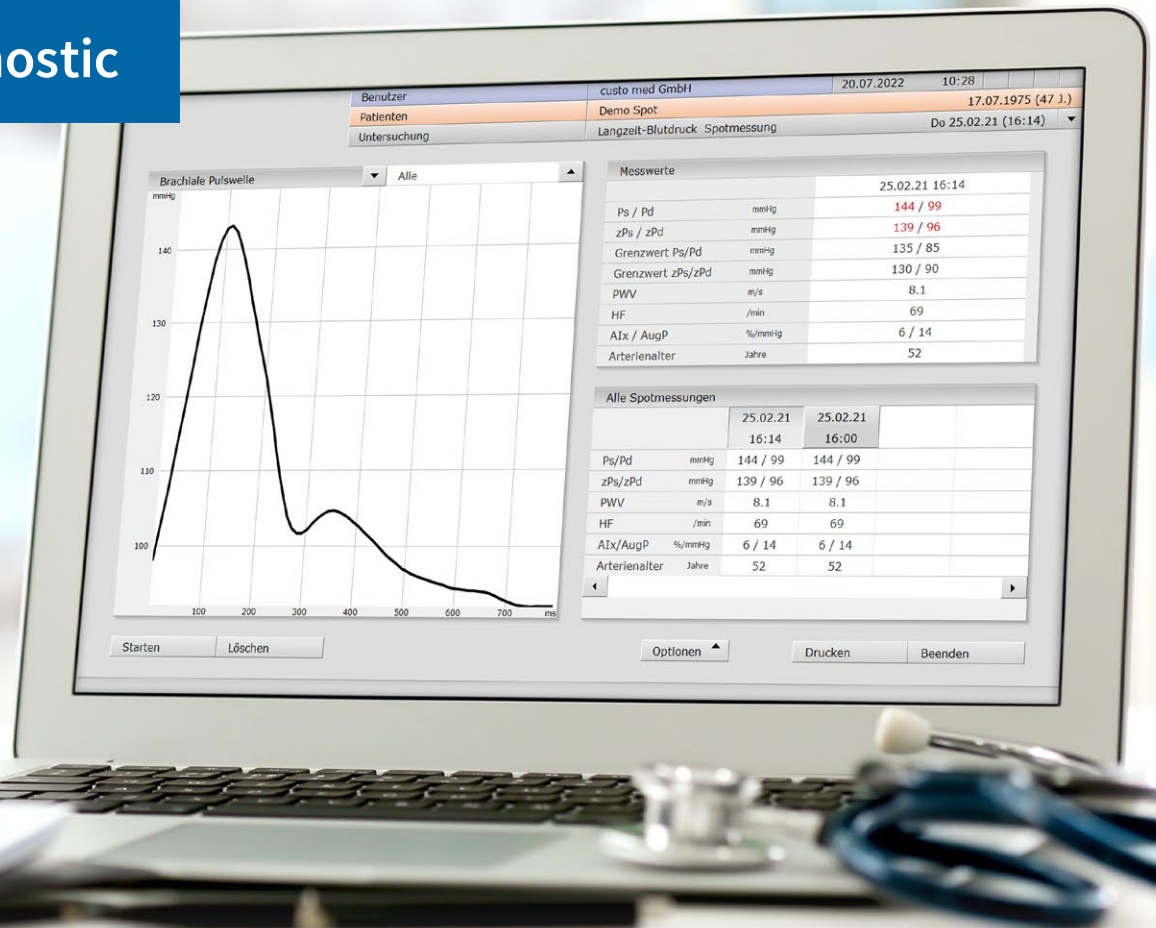 nostic
Benutzer custo med GmbH 20.07.2022 10:28
Patienten Demo Spot 17.07.1975 (47 J.)
Untersuchung Langzeit-Blutdruck Spotmessung Do 25.02.21 (16:14)
Brachiale Pulswelle Alle
mmHg
140
130
120
110
100
100 200 300 400 500 600 700 ms
Messwerte
25.02.21 16:14
Ps / Pd mmHg 144 / 99
zPs / zPd mmHg 139 / 96
Grenzwert Ps/Pd mmHg 135 / 85
Grenzwert zPs/zPd mmHg 130 / 90
PWV m/s 8.1
HF /min 69
AIx / AugP %/mmHg 6 / 14
Arterienalter Jahre 52
Alle Spotmessungen
25.02.21 25.02.21
16:14 16:00
Ps/Pd mmHg 144 / 99 144 / 99
zPs/zPd mmHg 139 / 96 139 / 96
PWV m/s 8.1 8.1
HF /min 69 69
AIx/AugP %/mmHg 6 / 14 6 / 14
Arterienalter Jahre 52 52
Starten Löschen Optionen Drucken Beenden